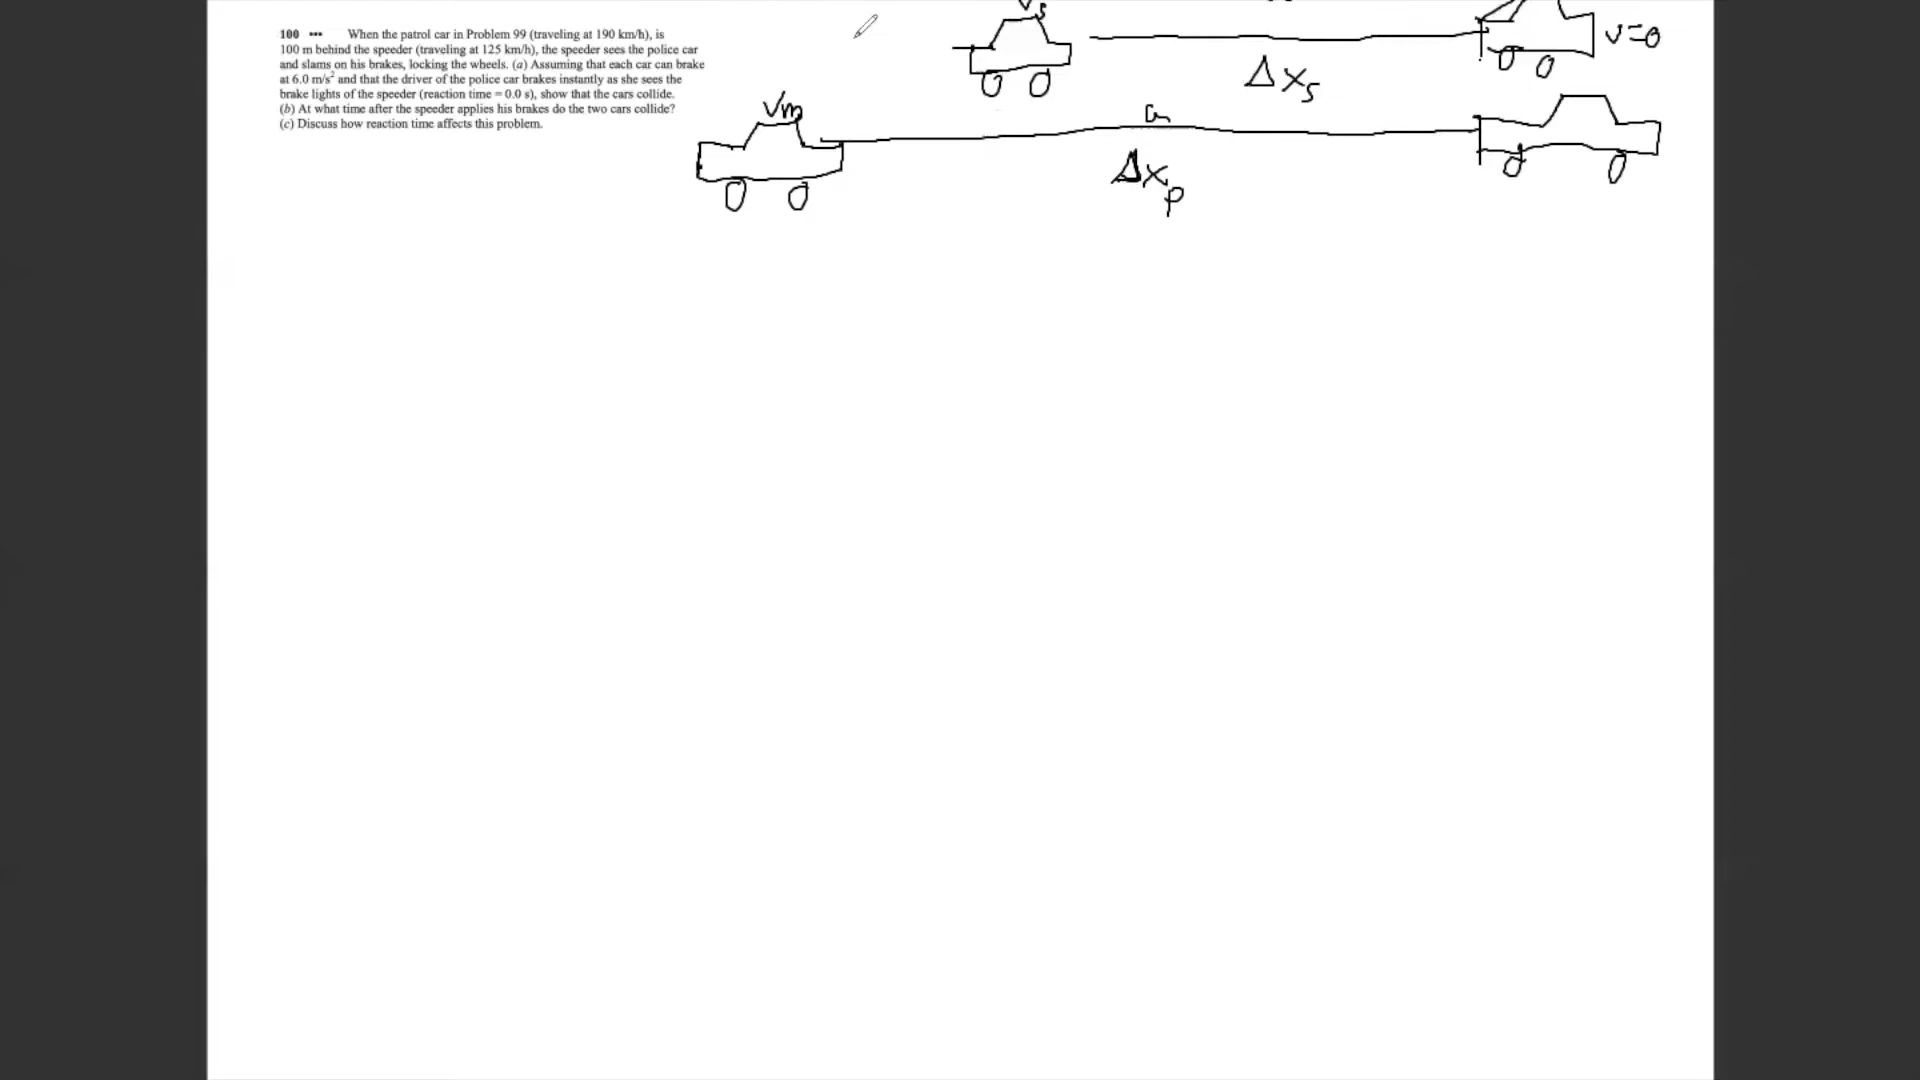 100 ••• When the patrol car in Problem 99 (traveling at 190 km/h), is
100 m behind the speeder (traveling at 125 km/h), the speeder sees the police car
and slams on his brakes, locking the wheels. (a) Assuming that each car can brake
at 6.0 m/s² and that the driver of the police car brakes instantly as she sees the
brake lights of the speeder (reaction time = 0.0 s), show that the cars collide.
(b) At what time after the speeder applies his brakes do the two cars collide?
(c) Discuss how reaction time affects this problem.
Vs
v=0
Δxs
Vm
Δxp